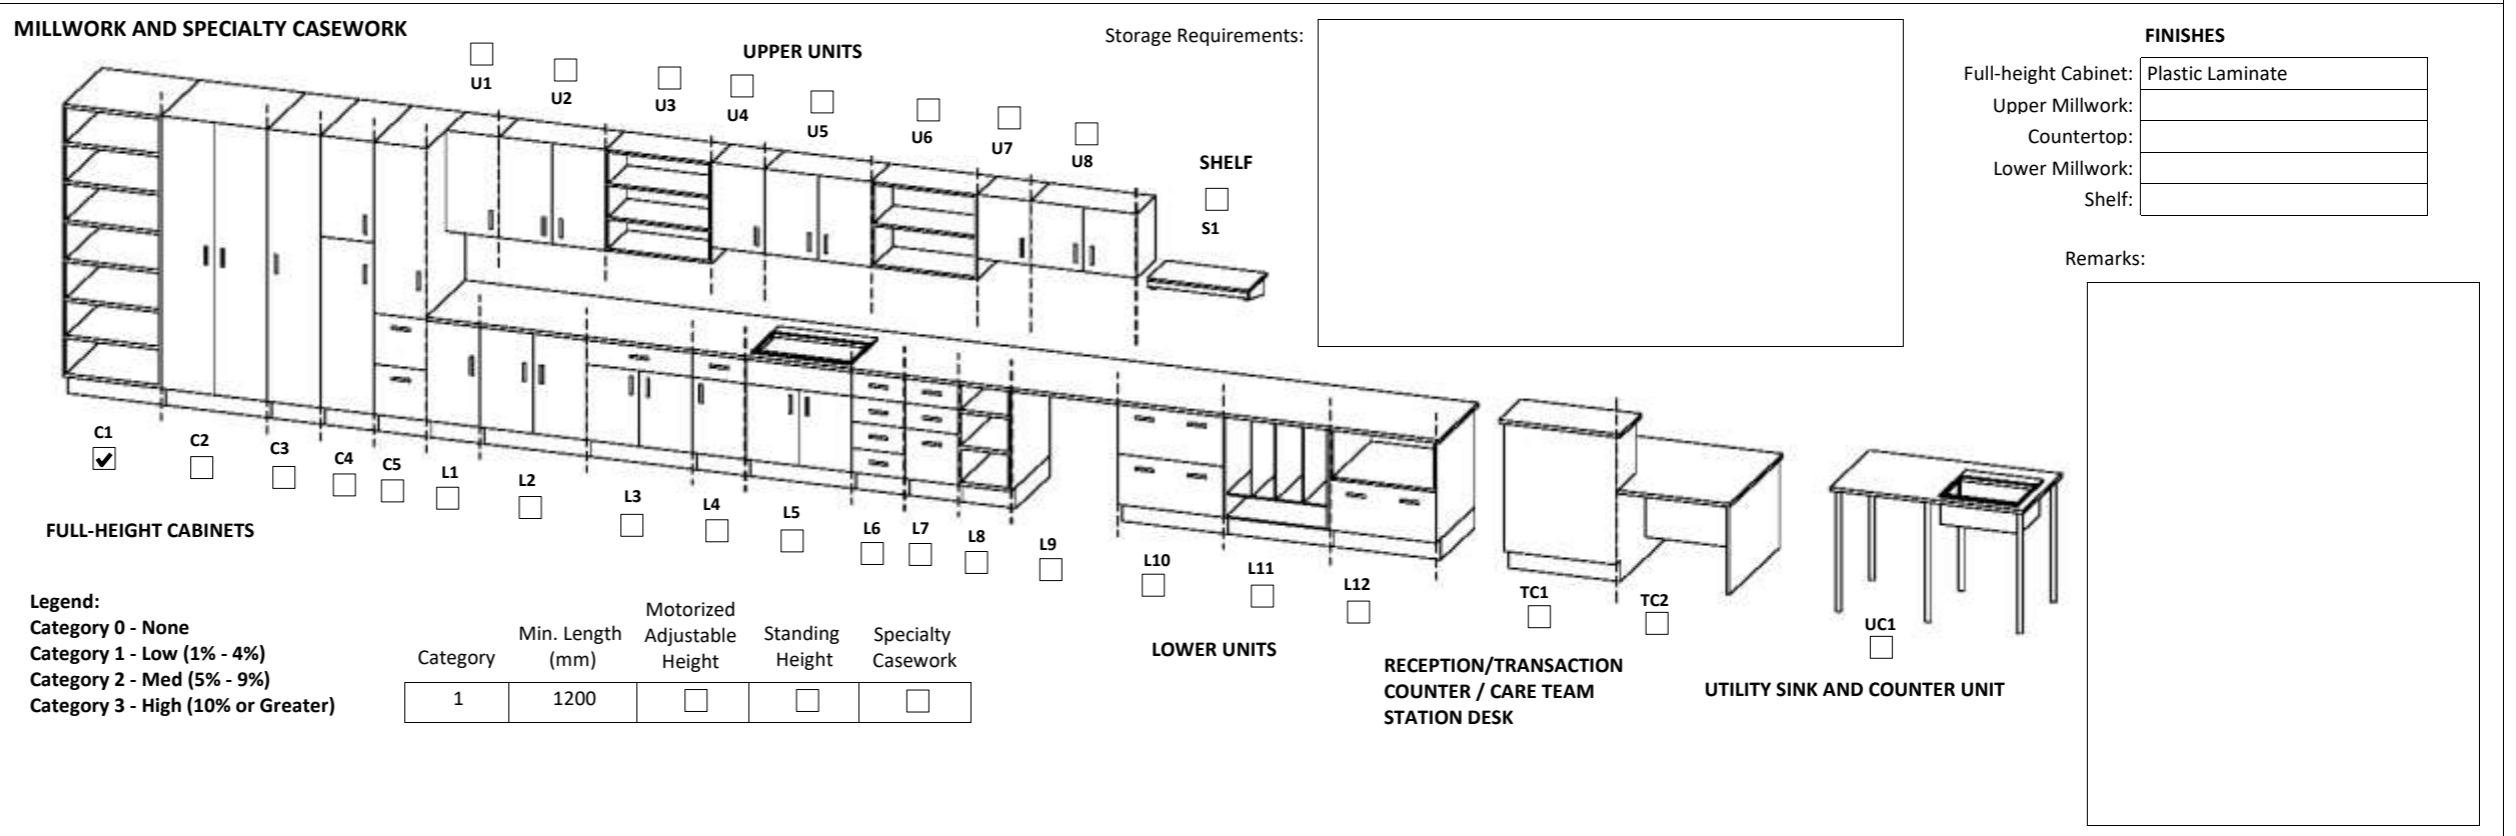 MILLWORK AND SPECIALTY CASEWORK
UPPER UNITS
U1
U2
U3
U4
U5
U6
U7
U8
SHELF
S1
Storage Requirements:
FINISHES
Full-height Cabinet: Plastic Laminate
Upper Millwork:
Countertop:
Lower Millwork:
Shelf:
Remarks:
C1
C2
C3
C4
C5
L1
L2
L3
L4
L5
L6
L7
L8
L9
L10
L11
L12
TC1
TC2
UC1
FULL-HEIGHT CABINETS
LOWER UNITS
RECEPTION/TRANSACTION
COUNTER / CARE TEAM
STATION DESK
UTILITY SINK AND COUNTER UNIT
Legend:
Category 0 - None
Category 1 - Low (1% - 4%)
Category 2 - Med (5% - 9%)
Category 3 - High (10% or Greater)
Category
Min. Length
(mm)
Motorized
Adjustable
Height
Standing
Height
Specialty
Casework
1
1200